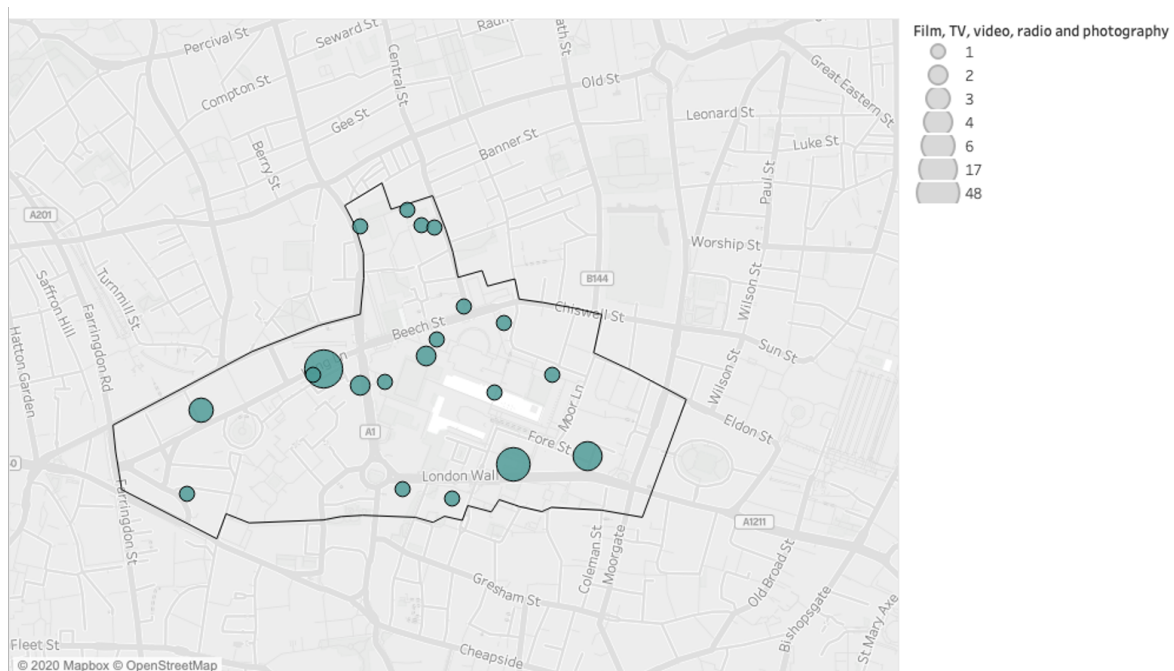 Percival St
Seward St
Central St
Old St
Great Eastern St
Compton St
Gee St
Leonard St
Banner St
Luke St
Berry St
Paul St
A201
Worship St
Saffron Hill
Turnmill St
B144
Wilson St
Farringdon Rd
Chiswell St
Hatton Garden
Beech St
Sun St
Wilson St
Moor Ln
A1
Eldon St
Fore St
London Wall
Farringdon St
A1211
Coleman St
Moorgate
Old Broad St
Gresham St
Bishopsgate
St Mary Axe
Fleet St
Cheapside
© 2020 Mapbox © OpenStreetMap
Film, TV, video, radio and photography
1
2
3
4
6
17
48